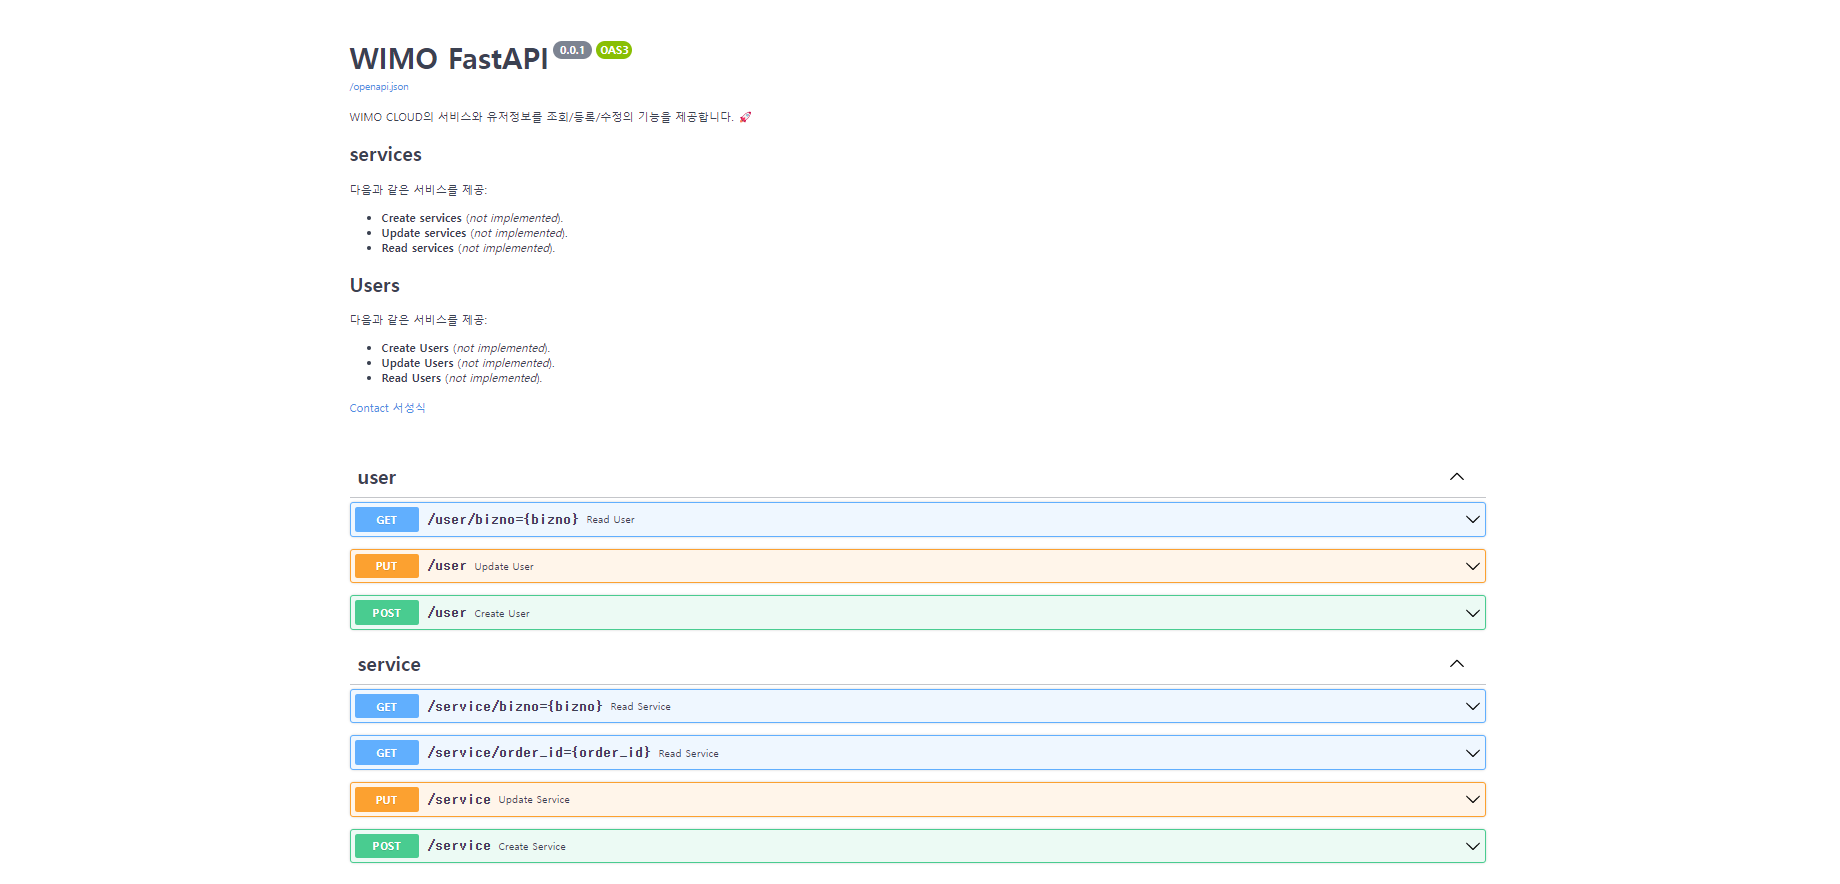 WIMO FastAPI 0.0.1 OAS3
/openapi.json
WIMO CLOUD의 서비스와 유저정보를 조회/등록/수정의 기능을 제공합니다. 🚀
services
다음과 같은 서비스를 제공:
• Create services (not implemented).
• Update services (not implemented).
• Read services (not implemented).
Users
다음과 같은 서비스를 제공:
• Create Users (not implemented).
• Update Users (not implemented).
• Read Users (not implemented).
Contact 서성식
user
GET /user/bizno={bizno} Read User
PUT /user Update User
POST /user Create User
service
GET /service/bizno={bizno} Read Service
GET /service/order_id={order_id} Read Service
PUT /service Update Service
POST /service Create Service